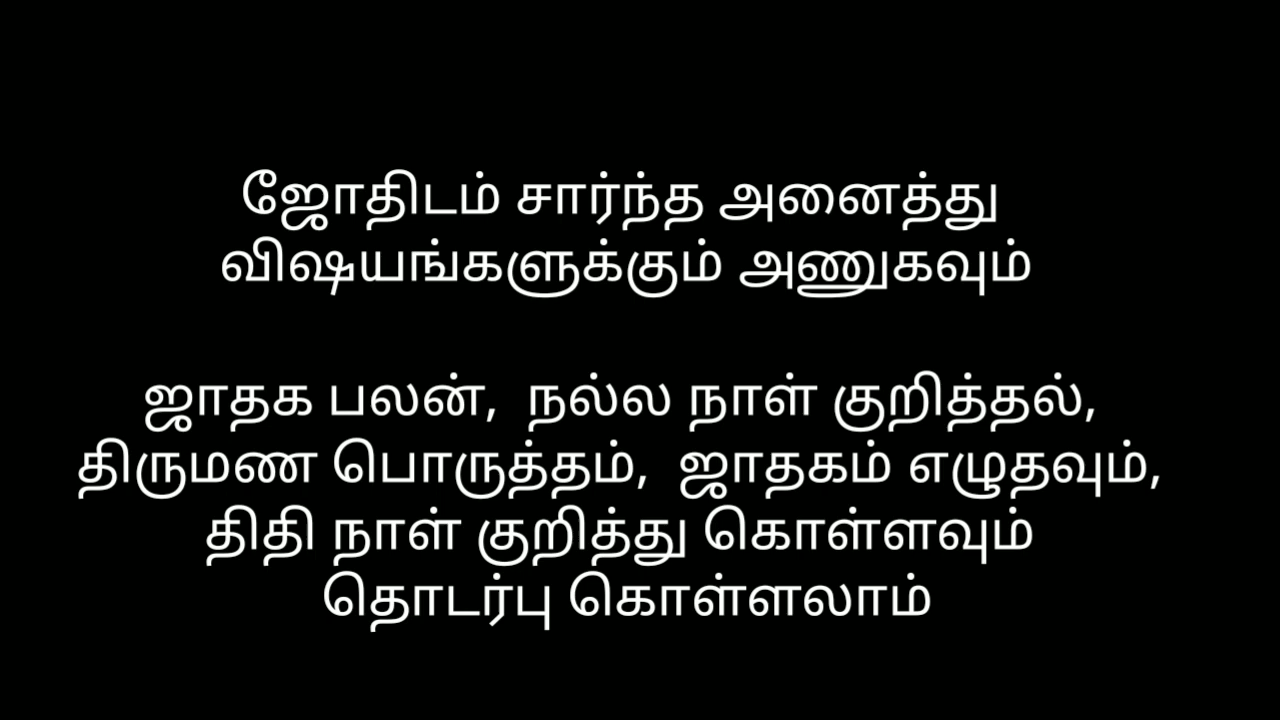 ஜோதிடம் சார்ந்த அனைத்து
விஷயங்களுக்கும் அணுகவும்
ஜாதக பலன், நல்ல நாள் குறித்தல்,
திருமண பொருத்தம், ஜாதகம் எழுதவும்,
திதி நாள் குறித்து கொள்ளவும்
தொடர்பு கொள்ளலாம்